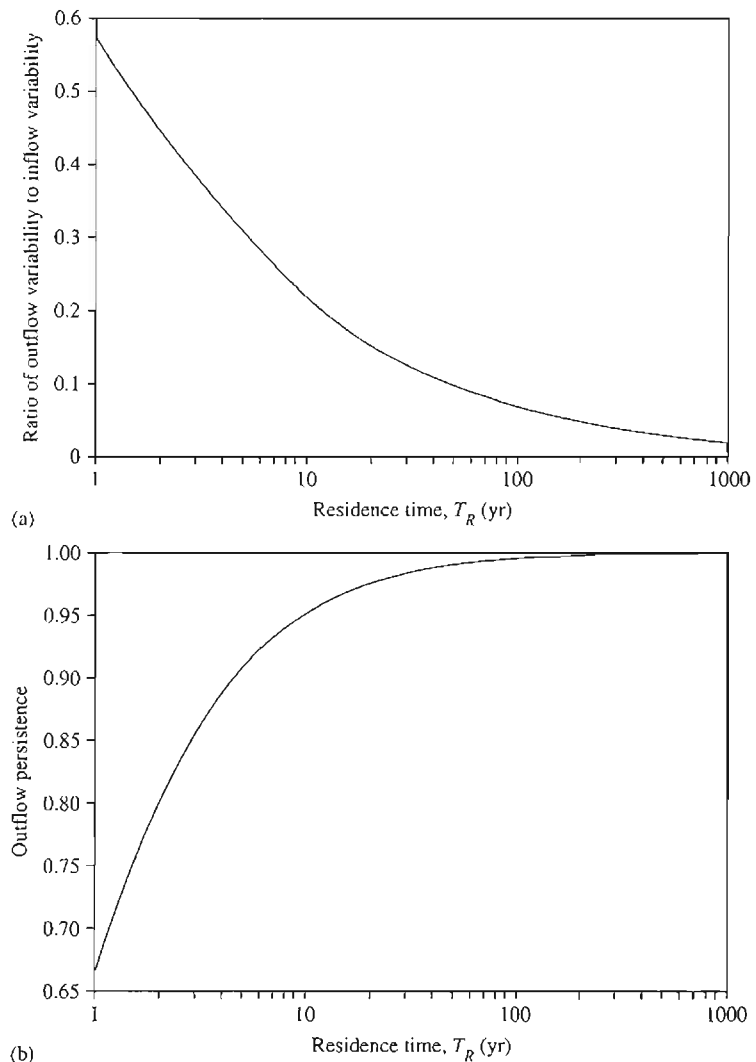 0.6
0.5
0.4
0.3
0.2
0.1
0
Ratio of outflow variability to inflow variability
1 10 100 1000
Residence time, T_R (yr)
(a)
1.00
0.95
0.90
0.85
0.80
0.75
0.70
0.65
Outflow persistence
1 10 100 1000
Residence time, T_R (yr)
(b)